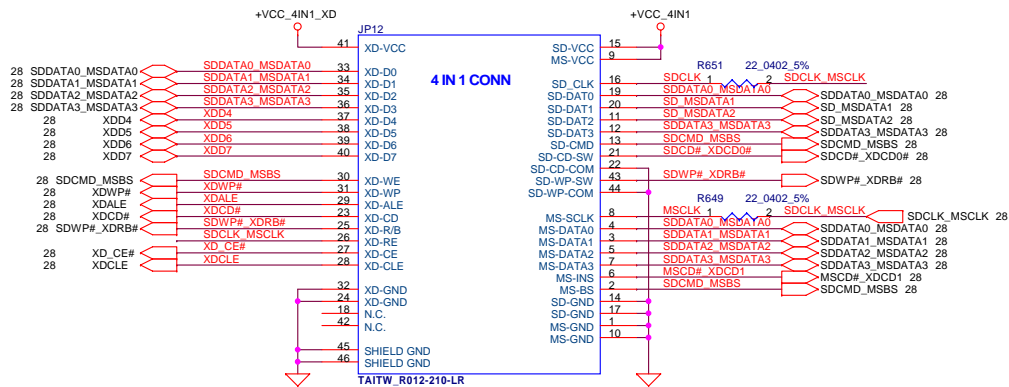 +VCC_4IN1_XD
+VCC_4IN1
JP12
4 IN 1 CONN
41 XD-VCC
28 SDDATA0_MSDATA0 SDDATA0_MSDATA0 33 XD-D0
28 SDDATA1_MSDATA1 SDDATA1_MSDATA1 34 XD-D1
28 SDDATA2_MSDATA2 SDDATA2_MSDATA2 35 XD-D2
28 SDDATA3_MSDATA3 SDDATA3_MSDATA3 36 XD-D3
28 XDD4 XDD4 37 XD-D4
28 XDD5 XDD5 38 XD-D5
28 XDD6 XDD6 39 XD-D6
28 XDD7 XDD7 40 XD-D7
28 SDCMD_MSBS SDCMD_MSBS 30 XD-WE
28 XDWP# XDWP# 31 XD-WP
28 XDALE XDALE 29 XD-ALE
28 XDCD# XDCD# 23 XD-CD
28 SDWP#_XDRB# SDWP#_XDRB# 25 XD-R/B
SDCLK_MSCLK 26 XD-RE
28 XD_CE# XD_CE# 27 XD-CE
28 XDCLE XDCLE 28 XD-CLE
32 XD-GND
24 XD-GND
18 N.C.
42 N.C.
45 SHIELD GND
46 SHIELD GND
TAITW_R012-210-LR
SD-VCC 15
MS-VCC 9
R651 22_0402_5%
SD_CLK 16 SDCLK 1 2 SDCLK_MSCLK
SD-DAT0 19 SDDATA0_MSDATA0 SDDATA0_MSDATA0 28
SD-DAT1 20 SD_MSDATA1 SD_MSDATA1 28
SD-DAT2 11 SD_MSDATA2 SD_MSDATA2 28
SD-DAT3 12 SDDATA3_MSDATA3 SDDATA3_MSDATA3 28
SD-CMD 13 SDCMD_MSBS SDCMD_MSBS 28
SD-CD-SW 21 SDCD#_XDCD0# SDCD#_XDCD0# 28
SD-CD-COM 22
SD-WP-SW 43 SDWP#_XDRB# SDWP#_XDRB# 28
SD-WP-COM 44
R649 22_0402_5%
MS-SCLK 8 MSCLK 1 2 SDCLK_MSCLK SDCLK_MSCLK 28
MS-DATA0 4 SDDATA0_MSDATA0 SDDATA0_MSDATA0 28
MS-DATA1 3 SDDATA1_MSDATA1 SDDATA1_MSDATA1 28
MS-DATA2 5 SDDATA2_MSDATA2 SDDATA2_MSDATA2 28
MS-DATA3 7 SDDATA3_MSDATA3 SDDATA3_MSDATA3 28
MS-INS 6 MSCD#_XDCD1 MSCD#_XDCD1 28
MS-BS 2 SDCMD_MSBS SDCMD_MSBS 28
SD-GND 14
SD-GND 17
MS-GND 1
MS-GND 10